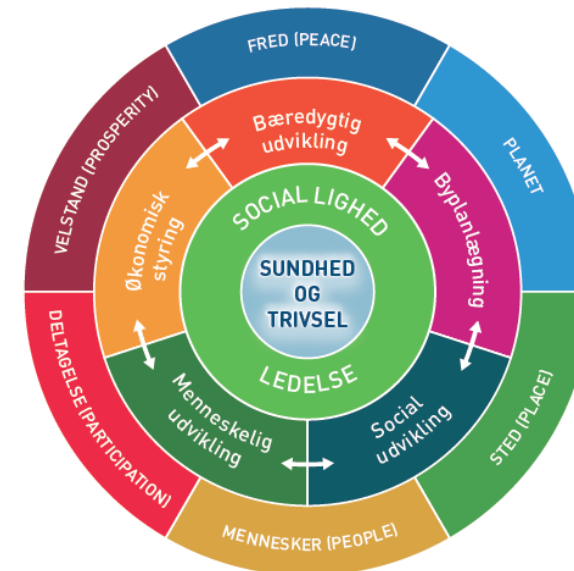 FRED (PEACE)
PLANET
STED (PLACE)
MENNESKER (PEOPLE)
DELTAGELSE (PARTICIPATION)
VELSTAND (PROSPERITY)
Bæredygtig
udvikling
Byplanlægning
Social
udvikling
Menneskelig
udvikling
Økonomisk
styring
SOCIAL LIGHED
LEDELSE
SUNDHED
OG
TRIVSEL